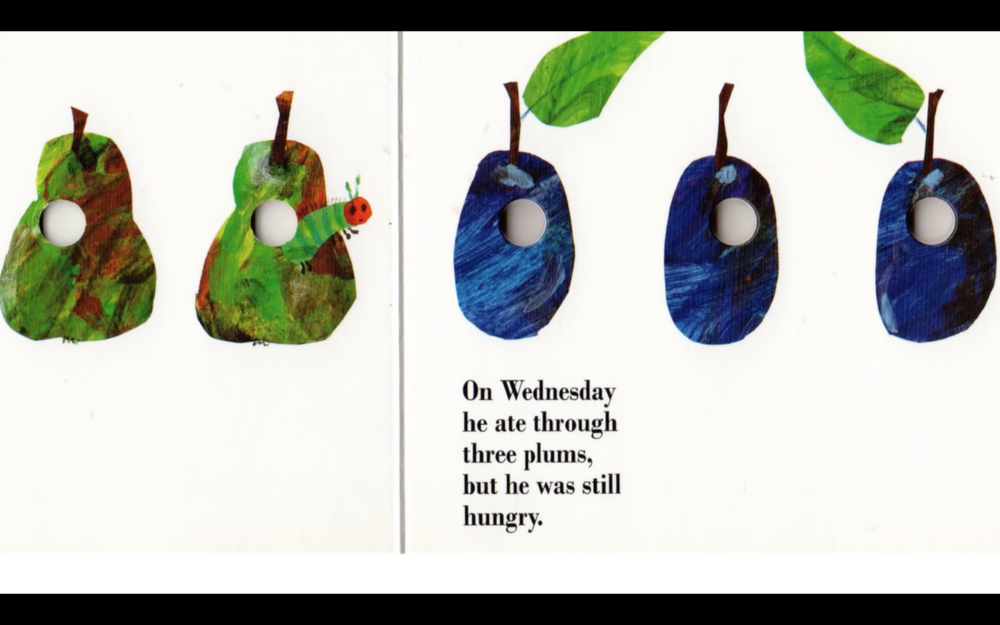 On Wednesday
he ate through
three plums,
but he was still
hungry.